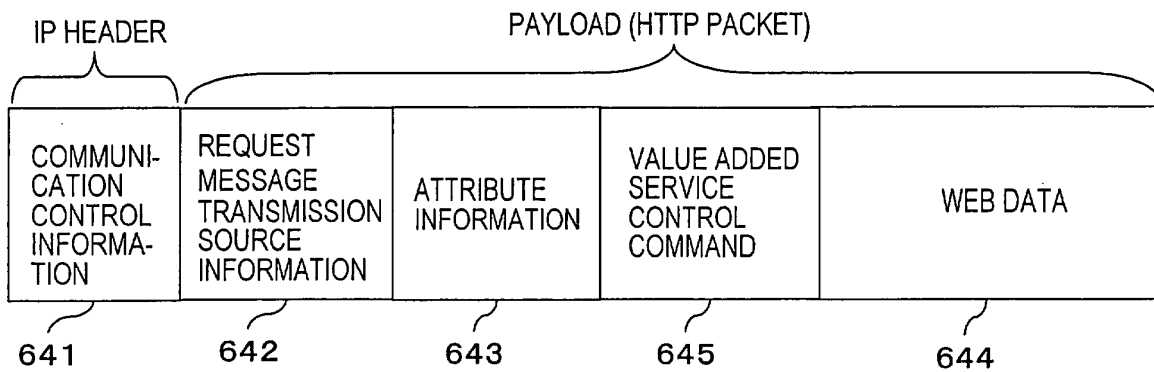 IP HEADER
PAYLOAD (HTTP PACKET)
COMMUNI-
CATION
CONTROL
INFORMA-
TION
REQUEST
MESSAGE
TRANSMISSION
SOURCE
INFORMATION
ATTRIBUTE
INFORMATION
VALUE ADDED
SERVICE
CONTROL
COMMAND
WEB DATA
641
642
643
645
644